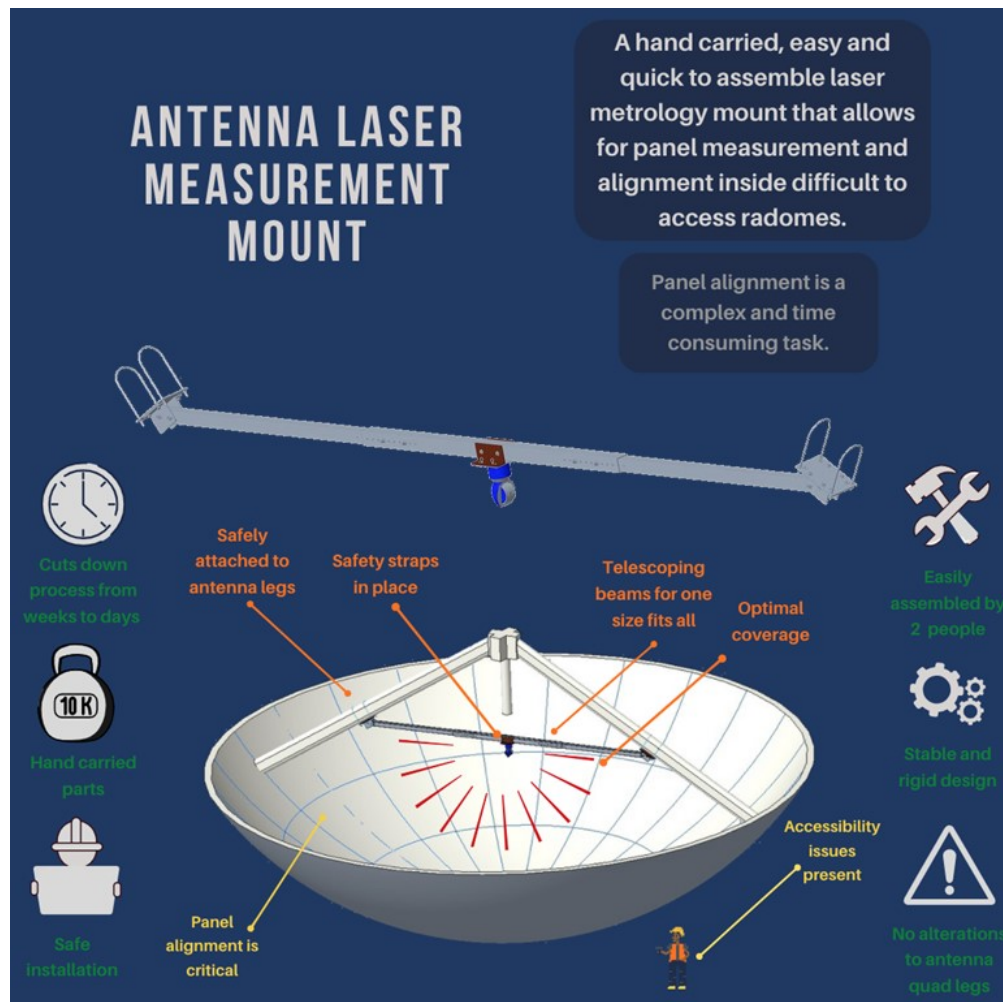 ANTENNA LASER
MEASUREMENT
MOUNT
A hand carried, easy and
quick to assemble laser
metrology mount that allows
for panel measurement and
alignment inside difficult to
access radomes.
Panel alignment is a
complex and time
consuming task.
Cuts down
process from
weeks to days
Safely
attached to
antenna legs
Safety straps
in place
Telescoping
beams for one
size fits all
Optimal
coverage
Easily
assembled by
2 people
10 K
Hand carried
parts
Stable and
rigid design
Safe
installation
Panel
alignment is
critical
Accessibility
issues
present
No alterations
to antenna
quad legs